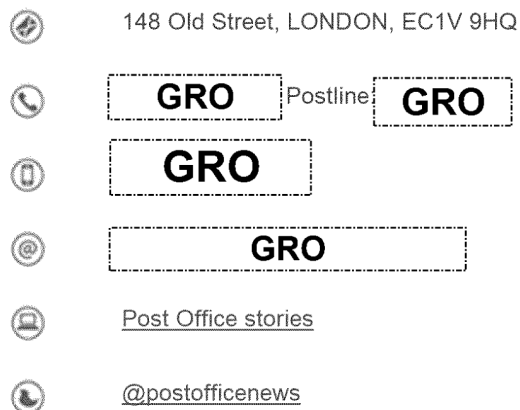 148 Old Street, LONDON, EC1V 9HQ
GRO Postline: GRO
GRO
GRO
Post Office stories
@postofficenews